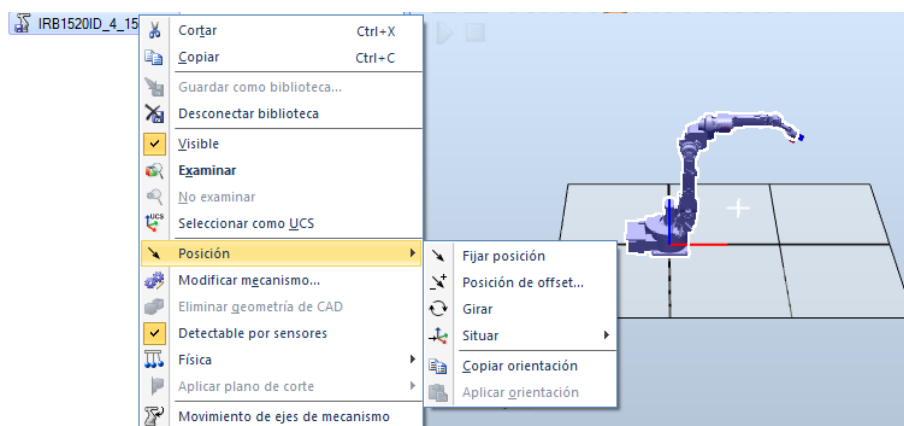 IRB1520ID_4_15
Cortar Ctrl+X
Copiar Ctrl+C
Guardar como biblioteca...
Desconectar biblioteca
Visible
Examinar
No examinar
UCS Seleccionar como UCS
Posición
Modificar mecanismo...
Eliminar geometría de CAD
Detectable por sensores
Física
Aplicar plano de corte
Movimiento de ejes de mecanismo
Fijar posición
Posición de offset...
Girar
Situar
Copiar orientación
Aplicar orientación